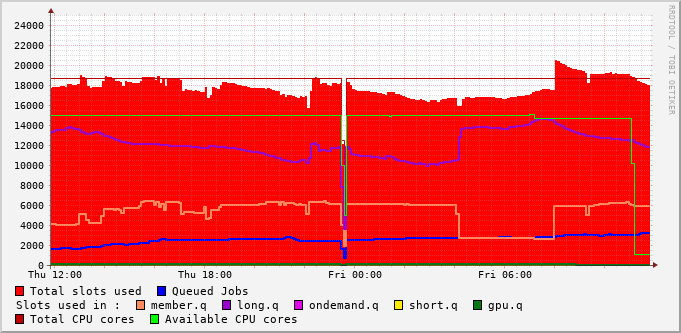 RRDTOOL / TOBI OETIKER
24000
22000
20000
18000
16000
14000
12000
10000
8000
6000
4000
2000
0
Thu 12:00 Thu 18:00 Fri 00:00 Fri 06:00
Total slots used Queued Jobs
Slots used in : member.q long.q ondemand.q short.q gpu.q
Total CPU cores Available CPU cores